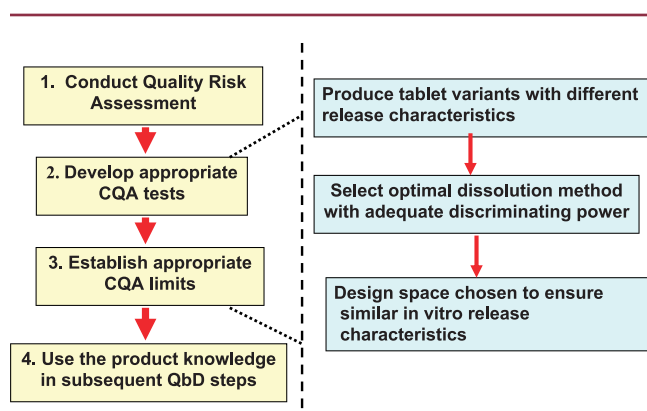 1. Conduct Quality Risk
Assessment
2. Develop appropriate
CQA tests
3. Establish appropriate
CQA limits
4. Use the product knowledge
in subsequent QbD steps
Produce tablet variants with different
release characteristics
Select optimal dissolution method
with adequate discriminating power
Design space chosen to ensure
similar in vitro release
characteristics